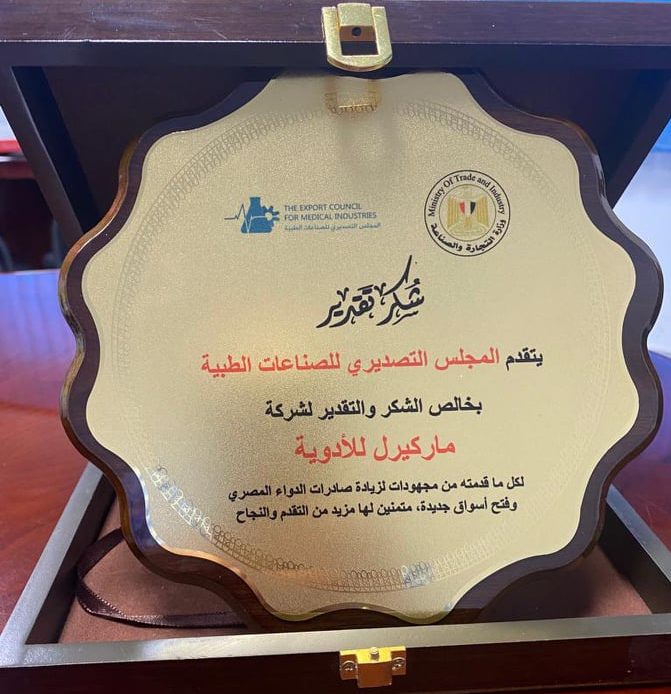 THE EXPORT COUNCIL
FOR MEDICAL INDUSTRIES
المجلس التصديري للصناعات الطبية
Ministry Of Trade and Industry
وزارة التجارة والصناعة
شُكر تَقدير
يتقدم المجلس التصديري للصناعات الطبية
بخالص الشكر والتقدير لشركة
ماركيرل للأدوية
لكل ما قدمته من مجهودات لزيادة صادرات الدواء المصري
وفتح أسواق جديدة، متمنين لها مزيد من التقدم والنجاح